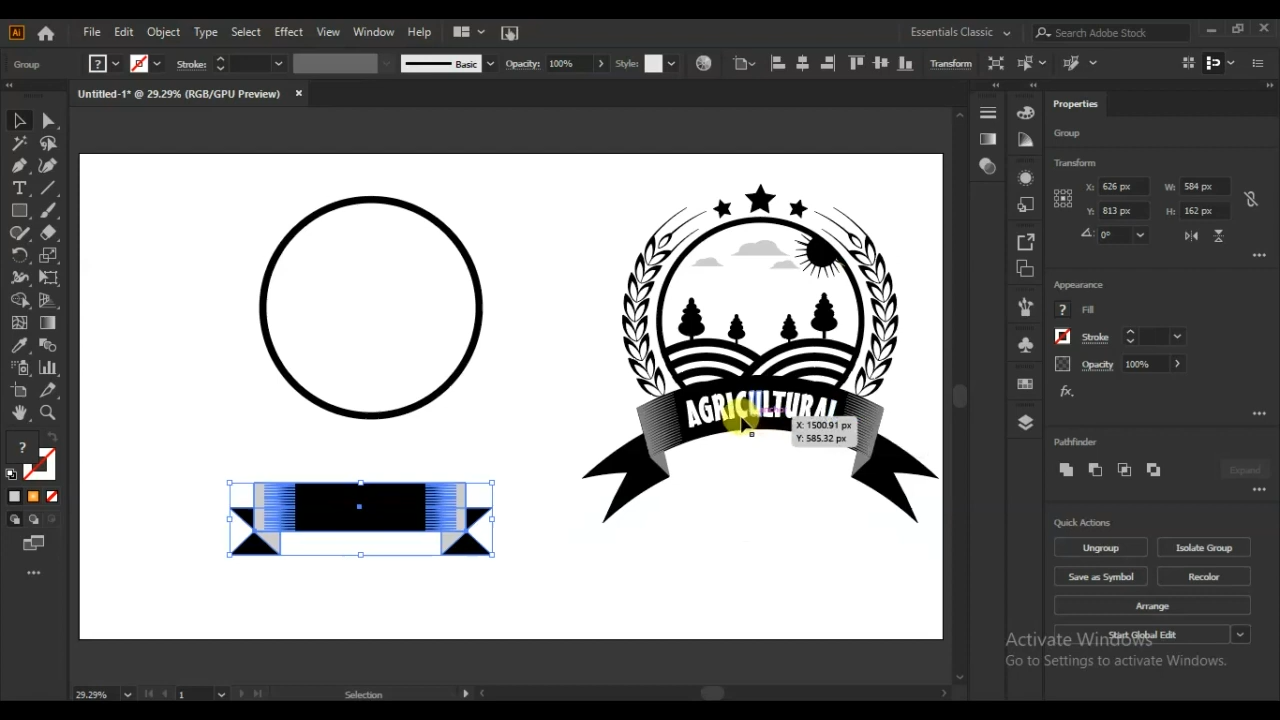 Ai File Edit Object Type Select Effect View Window Help Essentials Classic Search Adobe Stock
Group Stroke: Basic Opacity: 100% Style: Transform
Untitled-1* @ 29.29% (RGB/GPU Preview) ×
Properties
Group
Transform
X: 626 px W: 584 px
Y: 813 px H: 162 px
0°
Appearance
Fill
Stroke
Opacity 100%
fx.
Pathfinder
Expand
Quick Actions
Ungroup Isolate Group
Save as Symbol Recolor
Arrange
Start Global Edit
Activate Windows
Go to Settings to activate Windows.
AGRICULTURAL
X: 1500.91 px
Y: 585.32 px
29.29% 1 Selection